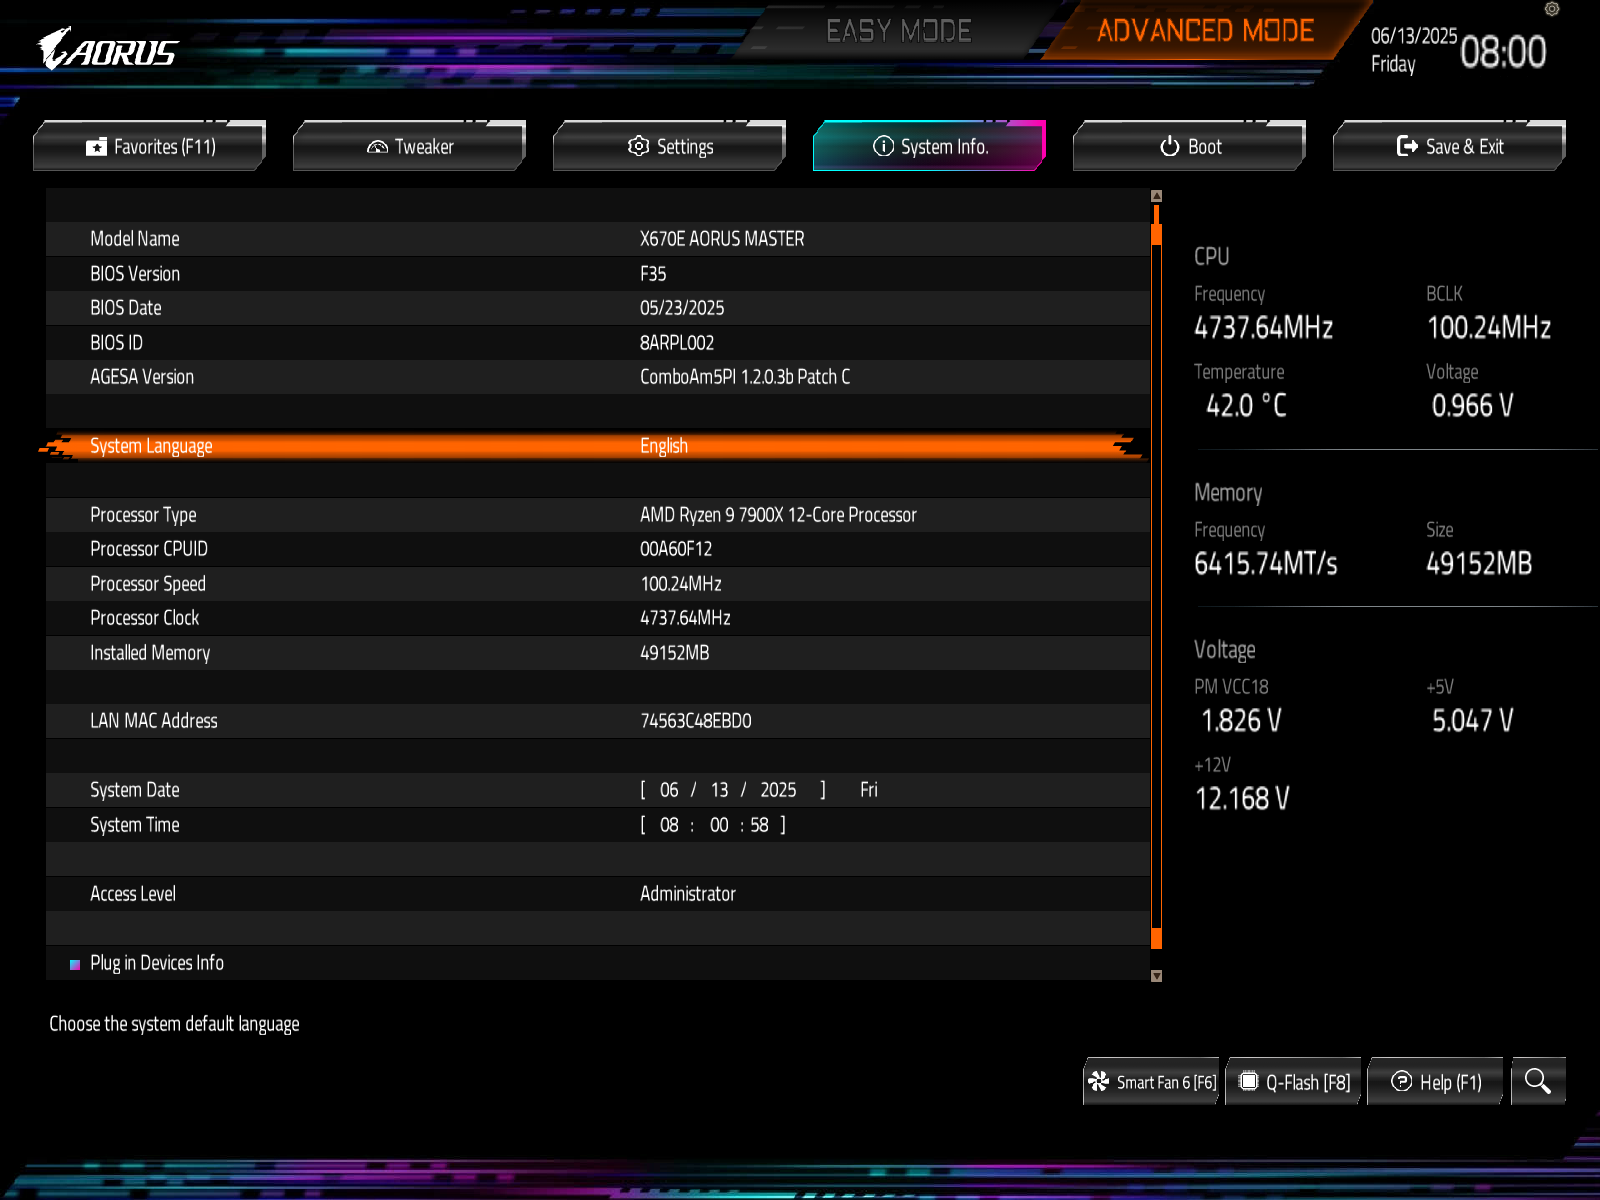 AORUS
EASY MODE
ADVANCED MODE
06/13/2025
Friday
08:00
Favorites (F11)
Tweaker
Settings
System Info.
Boot
Save & Exit
Model Name X670E AORUS MASTER
BIOS Version F35
BIOS Date 05/23/2025
BIOS ID 8ARPL002
AGESA Version ComboAm5PI 1.2.0.3b Patch C
System Language English
Processor Type AMD Ryzen 9 7900X 12-Core Processor
Processor CPUID 00A60F12
Processor Speed 100.24MHz
Processor Clock 4737.64MHz
Installed Memory 49152MB
LAN MAC Address 74563C48EBD0
System Date [ 06 / 13 / 2025 ] Fri
System Time [ 08 : 00 : 58 ]
Access Level Administrator
Plug in Devices Info
CPU
Frequency BCLK
4737.64MHz 100.24MHz
Temperature Voltage
42.0 °C 0.966 V
Memory
Frequency Size
6415.74MT/s 49152MB
Voltage
PM VCC18 +5V
1.826 V 5.047 V
+12V
12.168 V
Choose the system default language
Smart Fan 6 [F6]
Q-Flash [F8]
Help (F1)